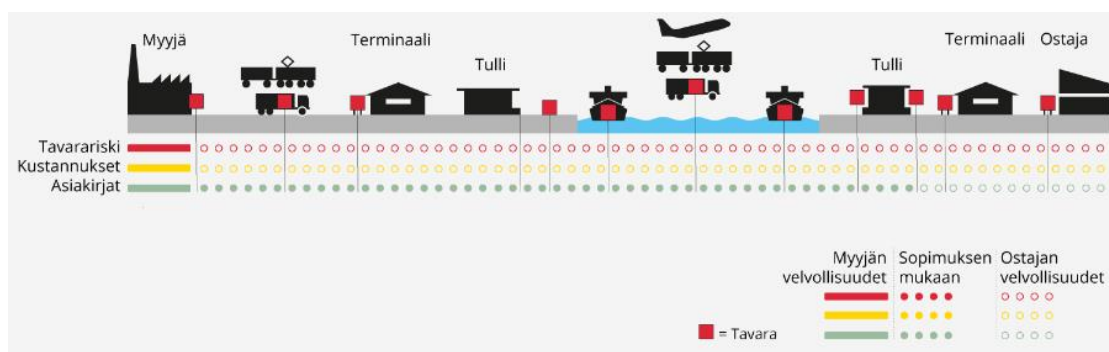 Myyjä
Terminaali
Tulli
Tulli
Terminaali
Ostaja
Tavarariski
Kustannukset
Asiakirjat
Myyjän
velvollisuudet
Sopimuksen
mukaan
Ostajan
velvollisuudet
= Tavara